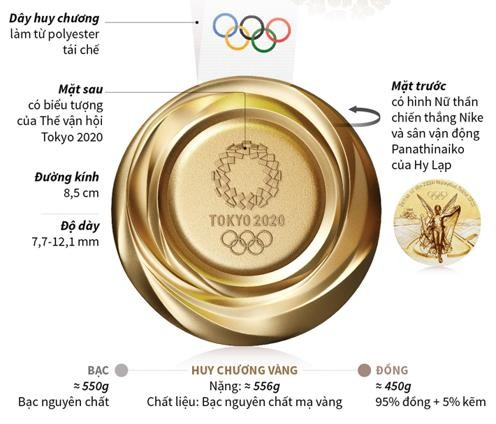 Dây huy chương
làm từ polyester
tái chế
Mặt sau
có biểu tượng
của Thế vận hội
Tokyo 2020
Đường kính
8,5 cm
Độ dày
7,7-12,1 mm
Mặt trước
có hình Nữ thần
chiến thắng Nike
và sân vận động
Panathinaiko
của Hy Lạp
TOKYO 2020
BẠC
≈ 550g
Bạc nguyên chất
HUY CHƯƠNG VÀNG
Nặng: ≈ 556g
Chất liệu: Bạc nguyên chất mạ vàng
ĐỒNG
≈ 450g
95% đồng + 5% kẽm